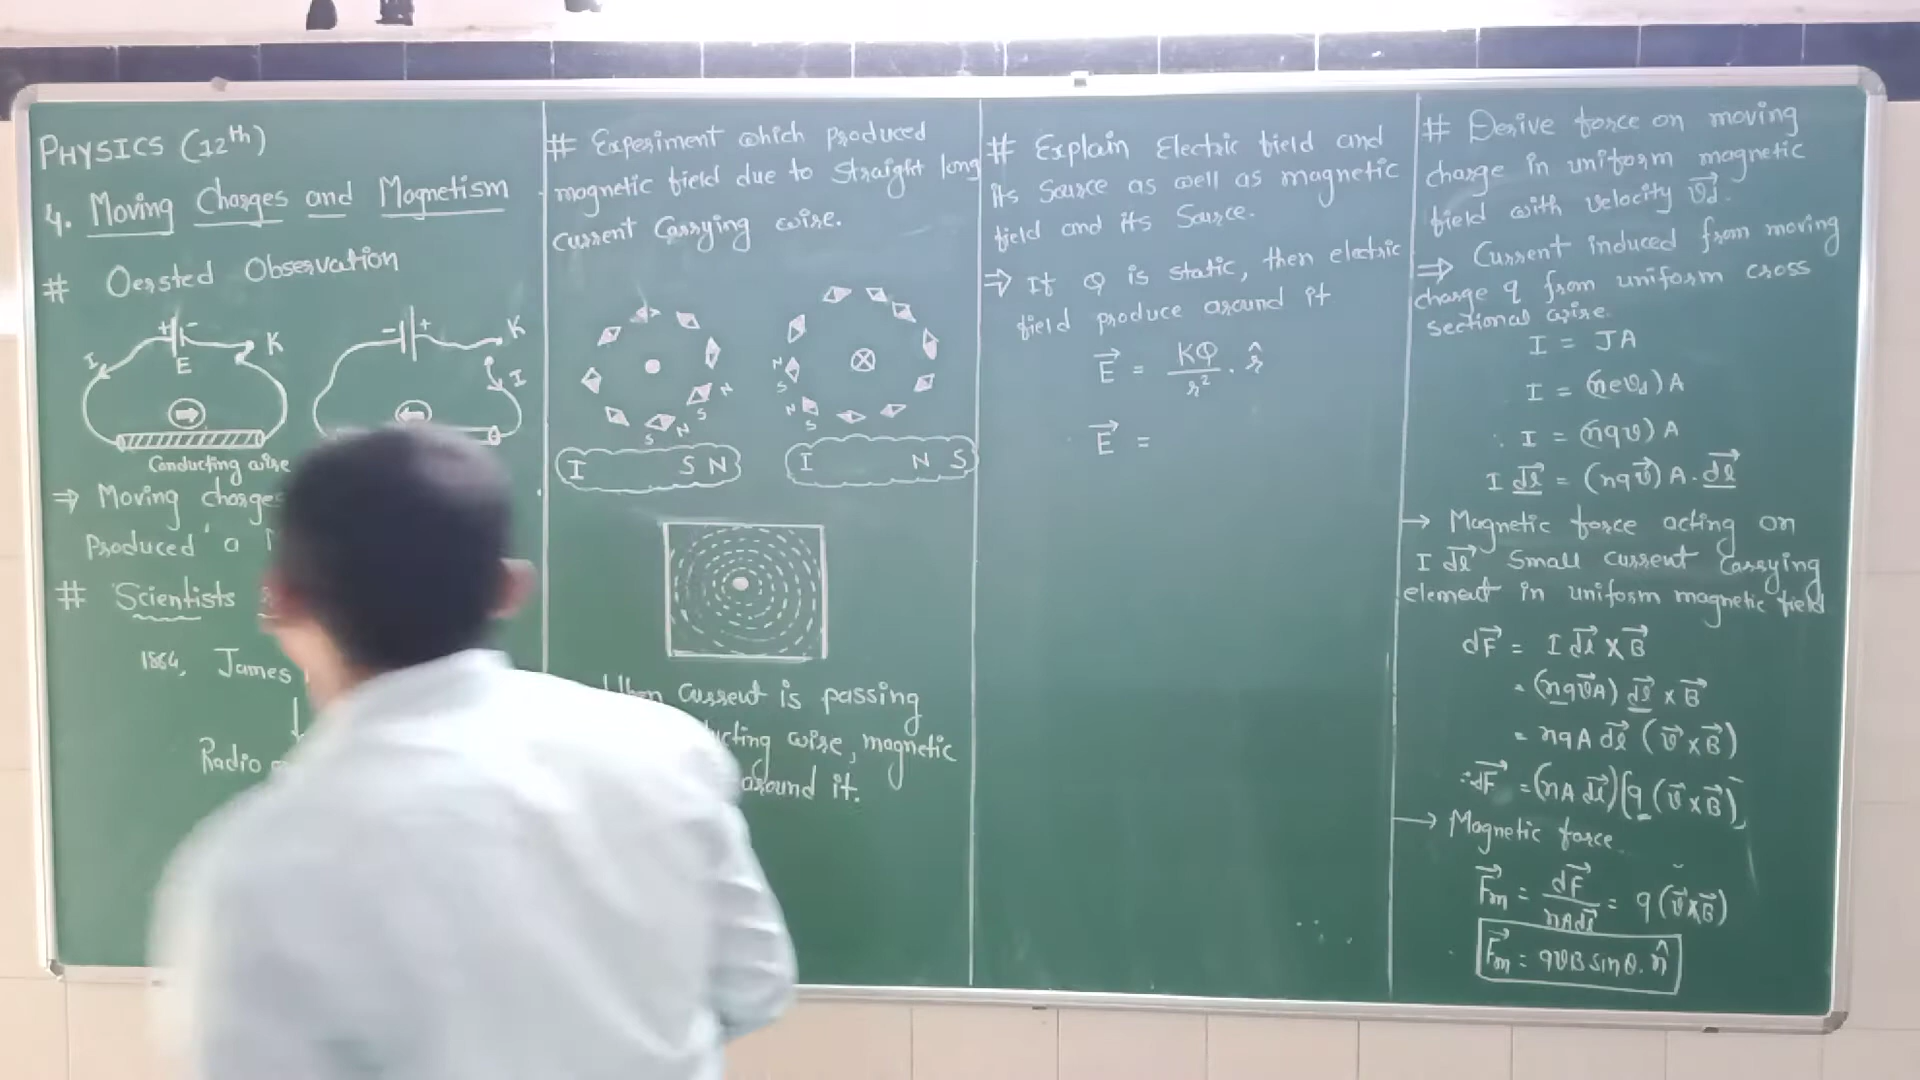 PHYSICS (12th)
4. Moving Charges and Magnetism
# Oersted Observation
+ -
E
K
I
- +
K
I
Conducting wire
⇒ Moving charges
Produced a
# Scientists
1864, James
Radio
# Experiment which produced
magnetic field due to straight long
current Carrying wire.
N
S
N
S
N
S
N
S
I S N
I N S
When Current is passing
wire, magnetic
around it.
# Explain Electric field and
its Source as well as magnetic
field and its Source.
⇒ If Q is static, then electric
field produce around it
E⃗ = KQ/r² . r̂
E⃗ =
# Derive force on moving
charge in uniform magnetic
field with velocity v⃗d.
⇒ Current induced from moving
charge q from uniform cross
sectional wire.
I = JA
I = (nevd) A
∴ I = (nqv) A
I dl⃗ = (nqv⃗) A. dl⃗
→ Magnetic force acting on
I dl⃗ Small current Carrying
element in uniform magnetic field
dF⃗ = I dl⃗ × B⃗
= (nqv⃗A) dl⃗ × B⃗
= nqA dl⃗ (v⃗ × B⃗)
∴ dF⃗ = (nA dl⃗) [q (v⃗ × B⃗)]
→ Magnetic force
F⃗m = dF⃗/nAdl⃗ = q (v⃗ × B⃗)
F⃗m = qvB sinθ. n̂